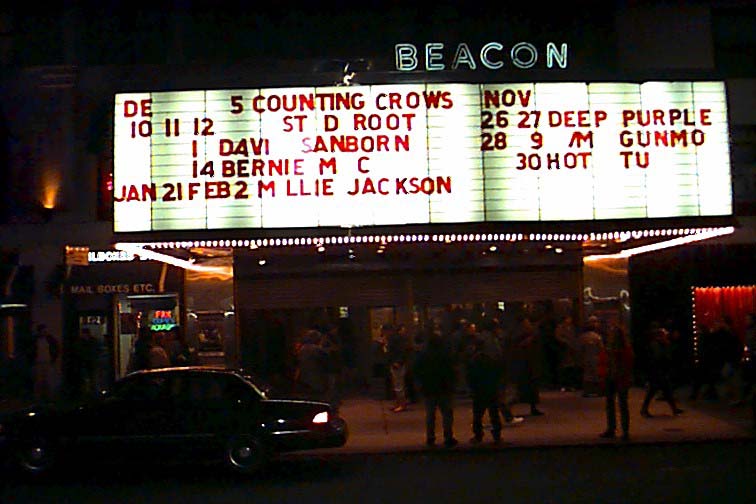 BEACON
DE 5 COUNTING CROWS
10 11 12 ST D ROOT
1 DAVI SANBORN
14 BERNIE M C
JAN 21 FEB 2 M LLIE JACKSON
NOV
26 27 DEEP PURPLE
28 9 /M GUNMO
30 HOT TU
MAIL BOXES ETC.
FAX